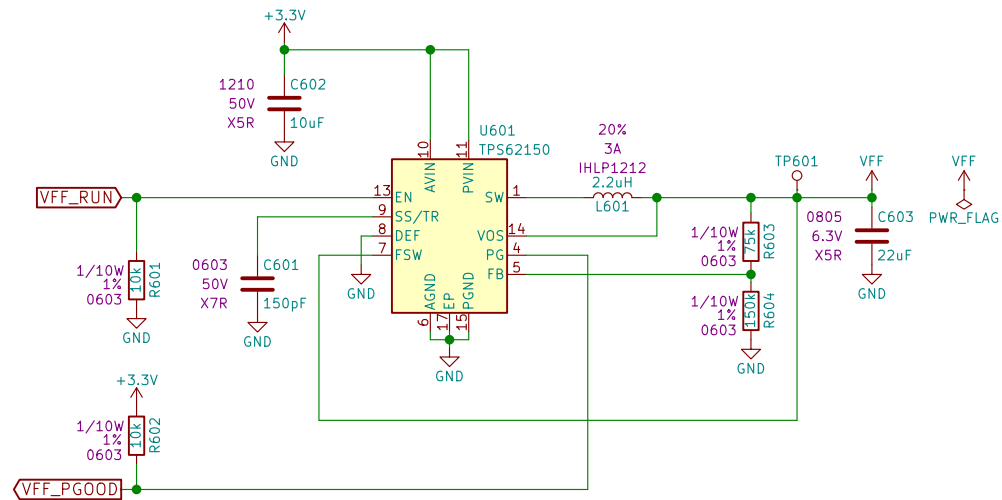 +3.3V
1210
50V
X5R
C602
10uF
GND
U601
TPS62150
10
AVIN
11
PVIN
VFF_RUN
13
EN
9
SS/TR
8
DEF
7
FSW
SW
1
VOS
14
PG
4
FB
5
6
AGND
17
EP
15
PGND
GND
20%
3A
IHLP1212
2.2uH
L601
TP601
VFF
VFF
PWR_FLAG
0805
6.3V
X5R
C603
22uF
GND
1/10W
1%
0603
75k
R603
1/10W
1%
0603
150k
R604
GND
1/10W
1%
0603
10k
R601
GND
0603
50V
X7R
C601
150pF
GND
GND
+3.3V
1/10W
1%
0603
10k
R602
VFF_PGOOD